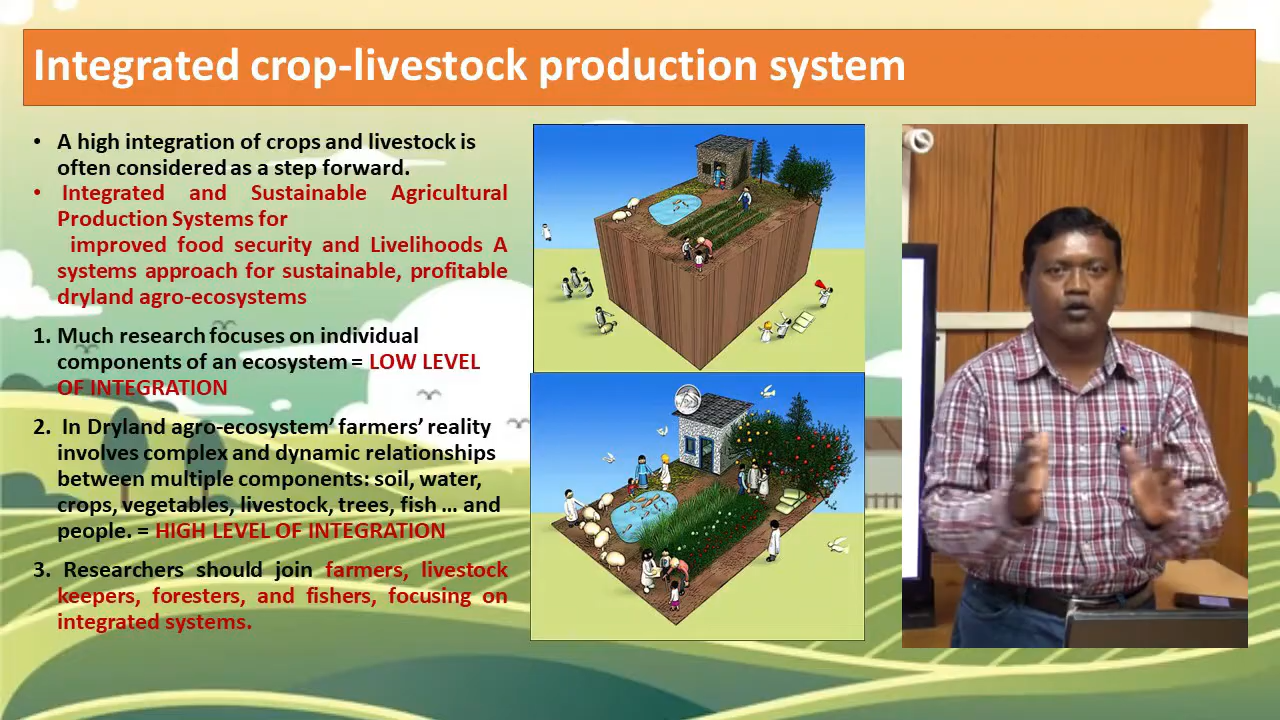 Integrated crop-livestock production system
• A high integration of crops and livestock is
often considered as a step forward.
• Integrated and Sustainable Agricultural
Production Systems for
improved food security and Livelihoods A
systems approach for sustainable, profitable
dryland agro-ecosystems
1. Much research focuses on individual
components of an ecosystem = LOW LEVEL
OF INTEGRATION
2. In Dryland agro-ecosystem’ farmers’ reality
involves complex and dynamic relationships
between multiple components: soil, water,
crops, vegetables, livestock, trees, fish … and
people. = HIGH LEVEL OF INTEGRATION
3. Researchers should join farmers, livestock
keepers, foresters, and fishers, focusing on
integrated systems.